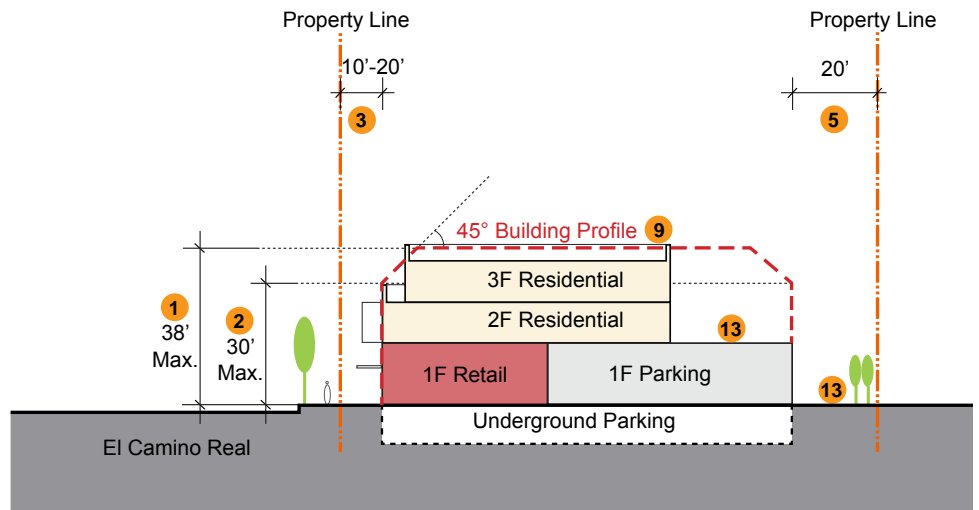 Property Line
Property Line
10’-20’
20’
3
5
45° Building Profile
9
3F Residential
1
38’
Max.
2
30’
Max.
2F Residential
13
1F Retail
1F Parking
13
Underground Parking
El Camino Real